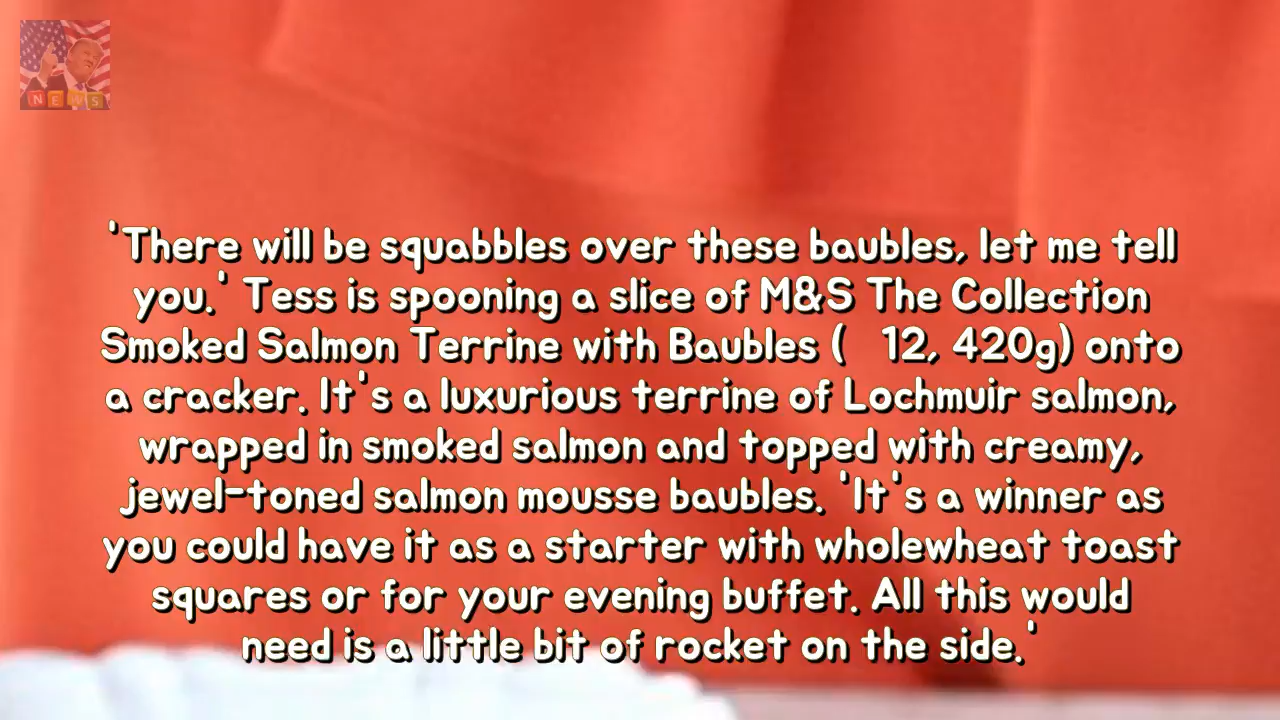 NEWS
'There will be squabbles over these baubles, let me tell
you.' Tess is spooning a slice of M&S The Collection
Smoked Salmon Terrine with Baubles ( 12, 420g) onto
a cracker. It's a luxurious terrine of Lochmuir salmon,
wrapped in smoked salmon and topped with creamy,
jewel-toned salmon mousse baubles. 'It's a winner as
you could have it as a starter with wholewheat toast
squares or for your evening buffet. All this would
need is a little bit of rocket on the side.'